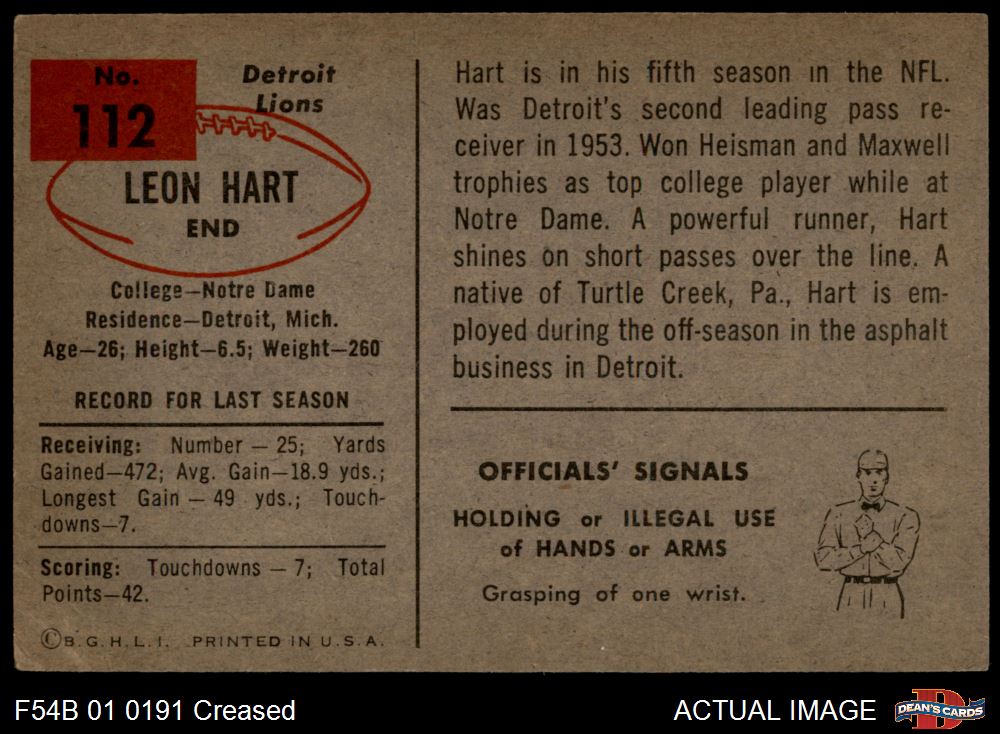 No.
112
Detroit
Lions
LEON HART
END
College—Notre Dame
Residence—Detroit, Mich.
Age—26; Height—6.5; Weight—260
RECORD FOR LAST SEASON
Receiving: Number — 25; Yards
Gained—472; Avg. Gain—18.9 yds.;
Longest Gain — 49 yds.; Touch-
downs—7.
Scoring: Touchdowns — 7; Total
Points—42.
©B.G.H.L.I. PRINTED IN U.S.A.
Hart is in his fifth season in the NFL.
Was Detroit's second leading pass re-
ceiver in 1953. Won Heisman and Maxwell
trophies as top college player while at
Notre Dame. A powerful runner, Hart
shines on short passes over the line. A
native of Turtle Creek, Pa., Hart is em-
ployed during the off-season in the asphalt
business in Detroit.
OFFICIALS' SIGNALS
HOLDING or ILLEGAL USE
of HANDS or ARMS
Grasping of one wrist.
F54B 01 0191 Creased
ACTUAL IMAGE
D
DEAN'S CARDS